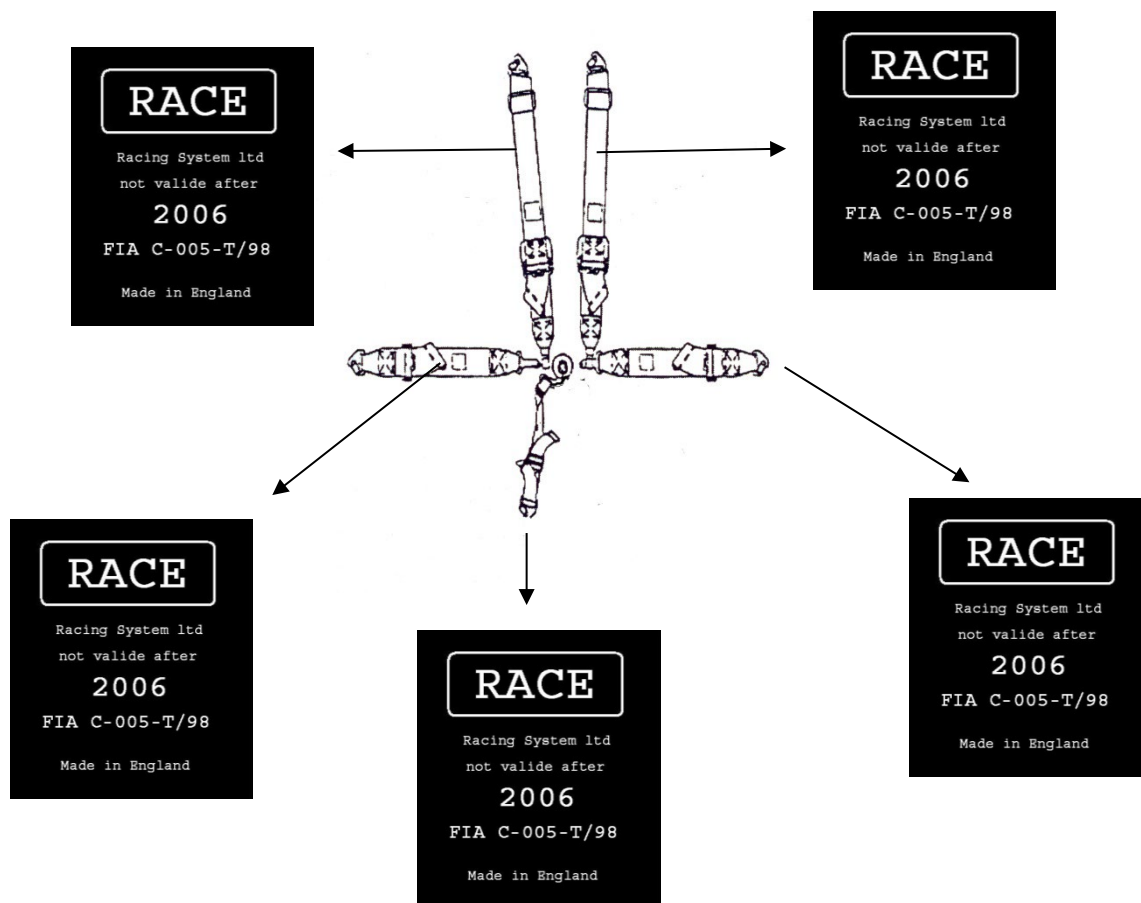 RACE
Racing System ltd
not valide after
2006
FIA C-005-T/98
Made in England
RACE
Racing System ltd
not valide after
2006
FIA C-005-T/98
Made in England
RACE
Racing System ltd
not valide after
2006
FIA C-005-T/98
Made in England
RACE
Racing System ltd
not valide after
2006
FIA C-005-T/98
Made in England
RACE
Racing System ltd
not valide after
2006
FIA C-005-T/98
Made in England